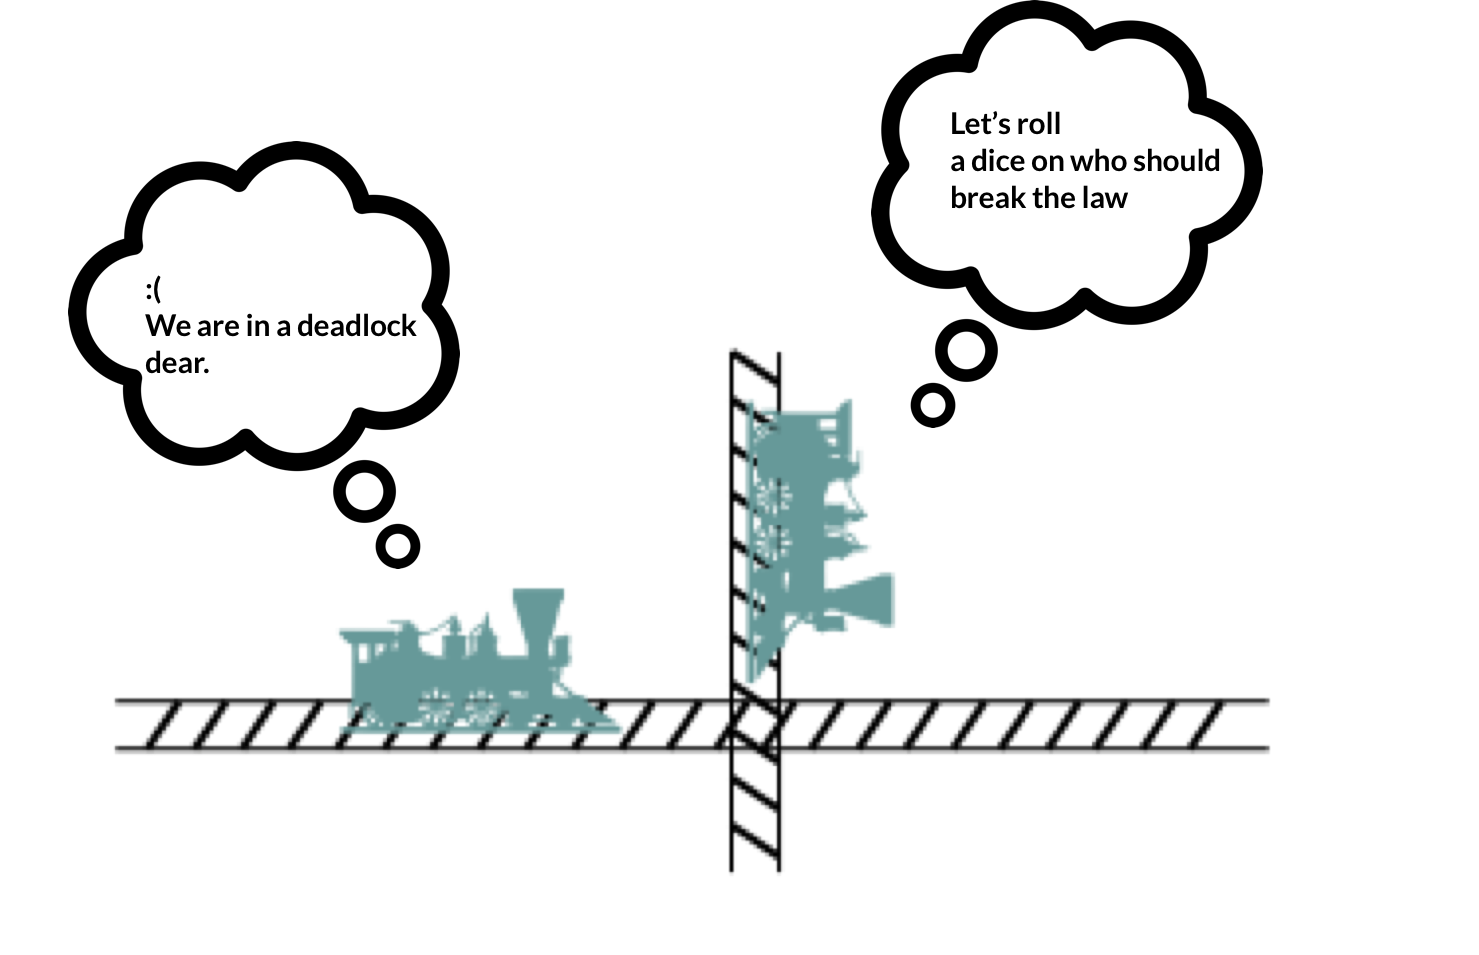 :(
We are in a deadlock
dear.
Let’s roll
a dice on who should
break the law